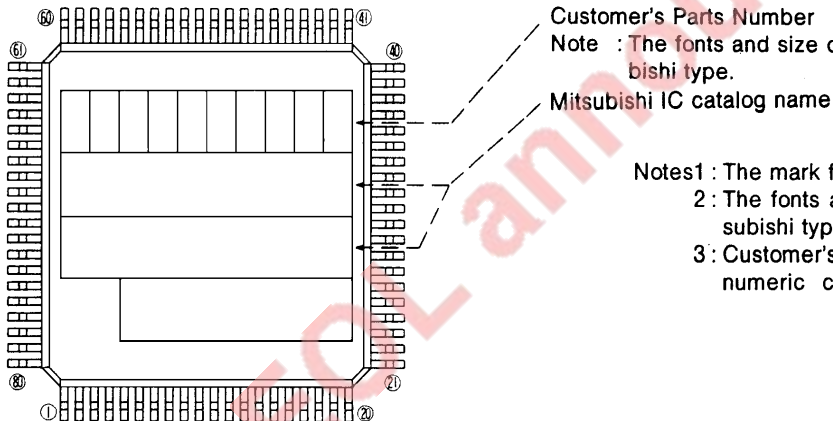 60 41
Customer's Parts Number
61 40
Note : The fonts and size
bishi type.
Mitsubishi IC catalog name
Notes1 : The mark
2 : The fonts
subishi
3 : Customer's
numeric
80 21
1 20
EOL